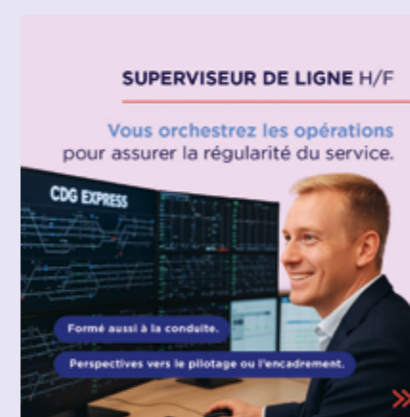 SUPERVISEUR DE LIGNE H/F
Vous orchestrez les opérations
pour assurer la régularité du service.
CDG EXPRESS
Formé aussi à la conduite.
Perspectives vers le pilotage ou l'encadrement.